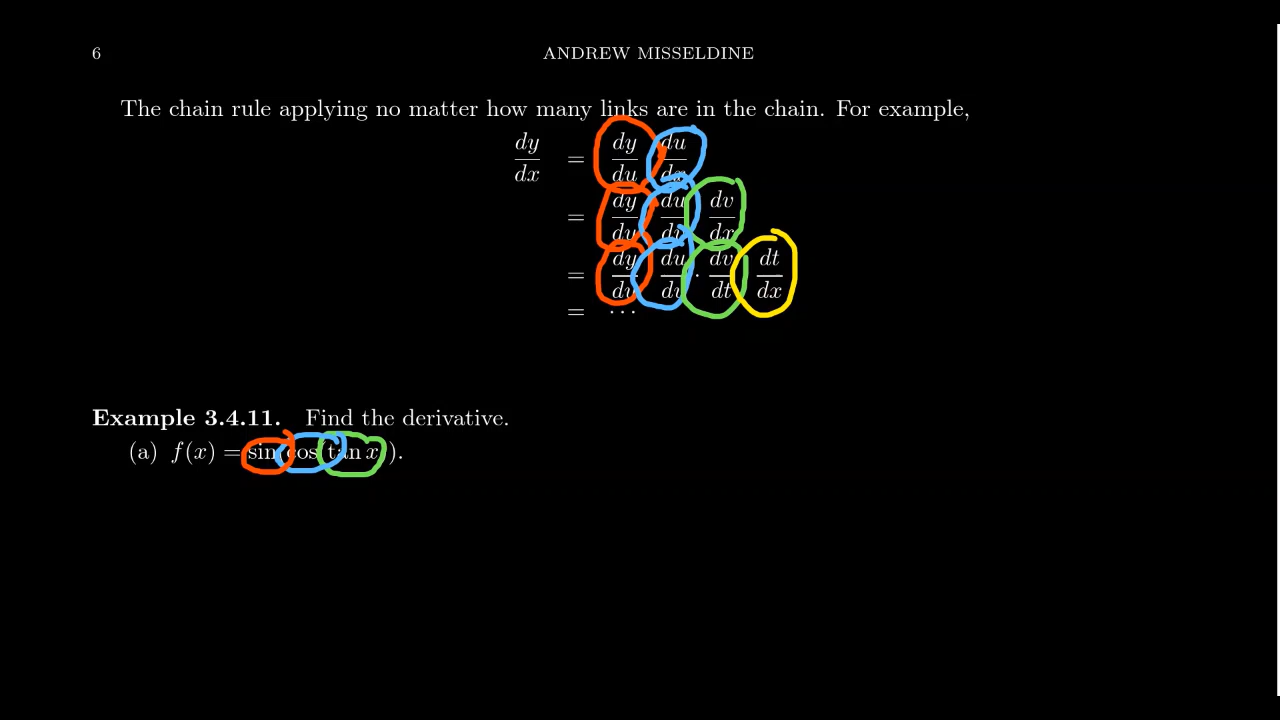 6 ANDREW MISSELDINE
The chain rule applying no matter how many links are in the chain. For example,
dy/dx = dy/du · du/dx
= dy/du · du/dv · dv/dx
= dy/du · du/dv · dv/dt · dt/dx
= · · ·
Example 3.4.11. Find the derivative.
(a) f(x) = sin(cos(tan x)).